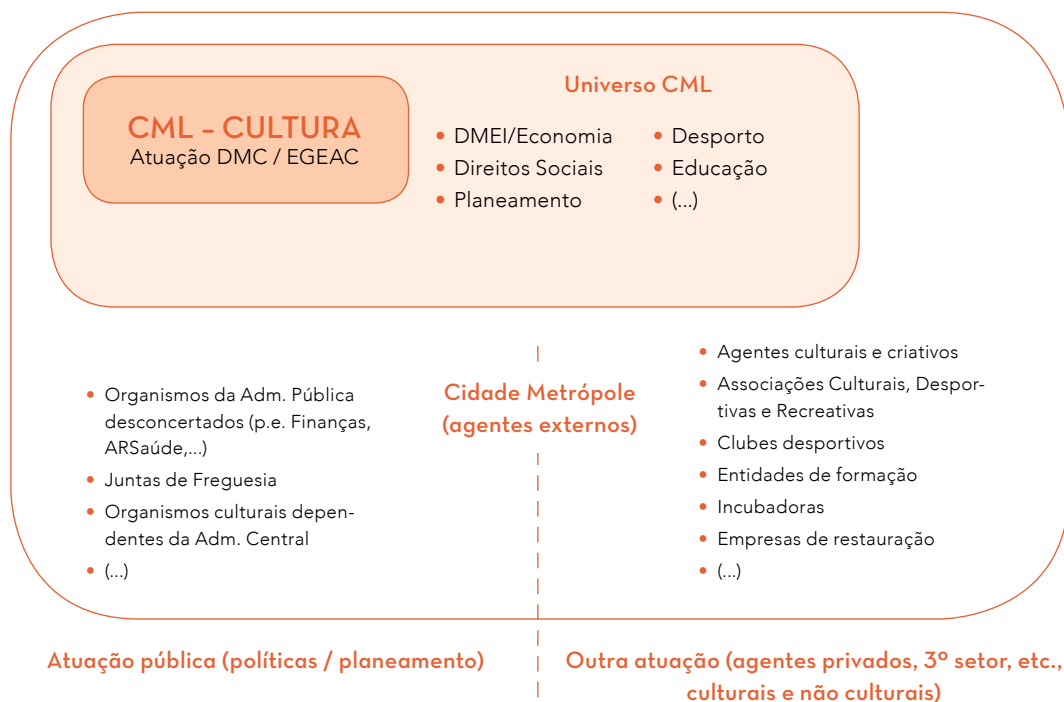 CML – CULTURA
Atuação DMC / EGEAC
Universo CML
• DMEI/Economia
• Direitos Sociais
• Planeamento
• Desporto
• Educação
• (...)
• Organismos da Adm. Pública
desconcertados (p.e. Finanças,
ARSaúde,...)
• Juntas de Freguesia
• Organismos culturais depen-
dentes da Adm. Central
• (...)
Cidade Metrópole
(agentes externos)
• Agentes culturais e criativos
• Associações Culturais, Despor-
tivas e Recreativas
• Clubes desportivos
• Entidades de formação
• Incubadoras
• Empresas de restauração
• (...)
Atuação pública (políticas / planeamento)
Outra atuação (agentes privados, 3º setor, etc.,
culturais e não culturais)